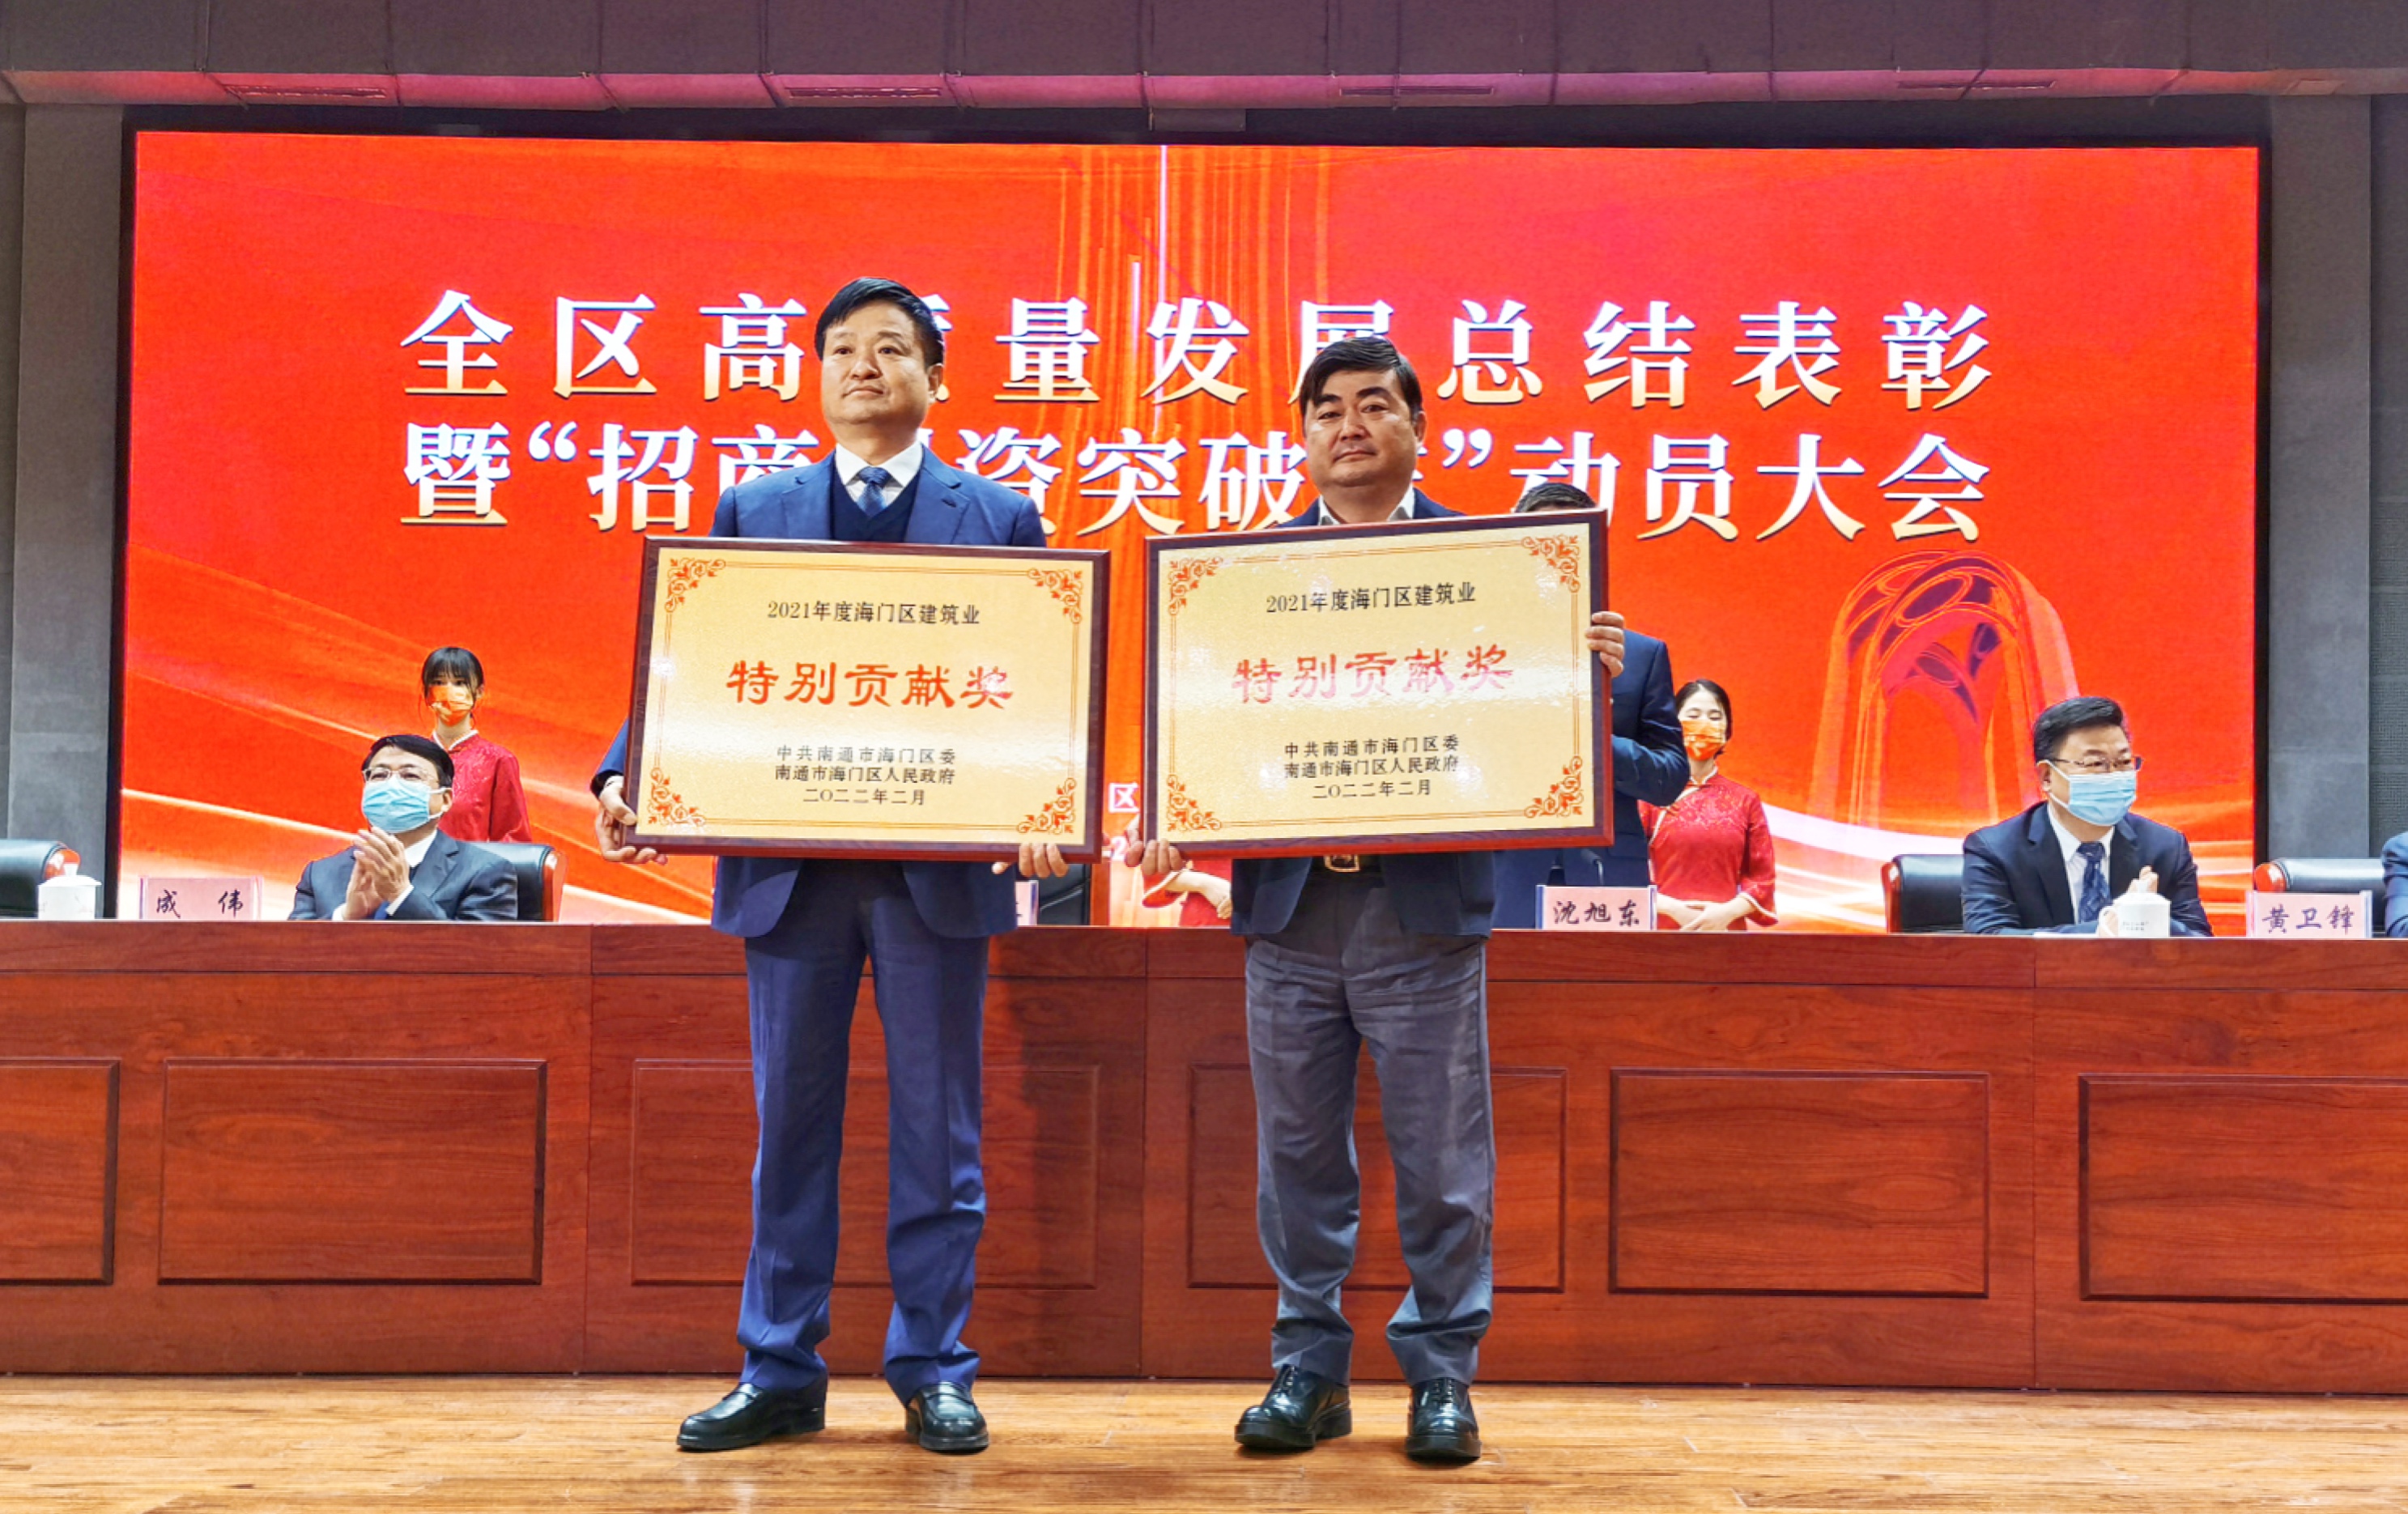 全区高 量发展总结表彰
暨“招商 资突破 ”动员大会
2021年度海门区建筑业
特别贡献奖
中共南通市海门区委
南通市海门区人民政府
二〇二二年二月
2021年度海门区建筑业
特别贡献奖
中共南通市海门区委
南通市海门区人民政府
二〇二二年二月
区
成 伟
沈旭东
黄卫锋